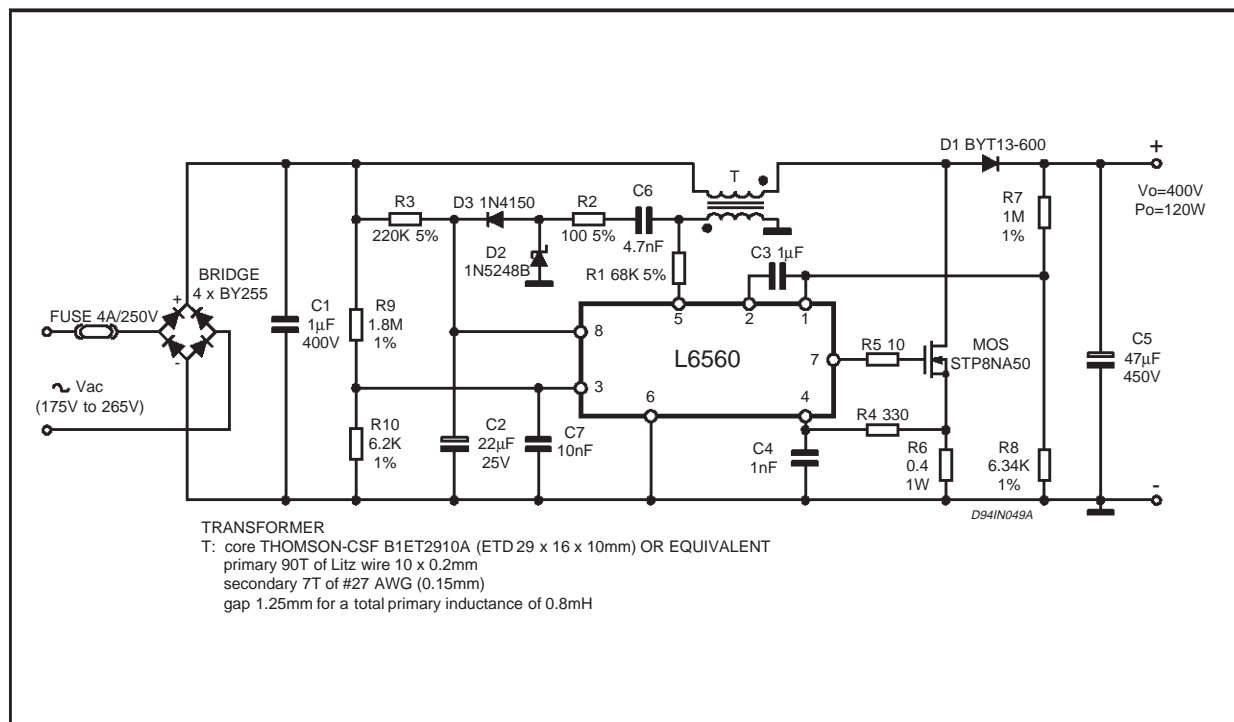 D1 BYT13-600
+
T
Vo=400V
Po=120W
C6
R7
1M
1%
D3 1N4150
R2
R3
220K 5%
100 5%
4.7nF
D2
1N5248B
C3 1µF
R1 68K 5%
BRIDGE
4 x BY255
+
-
FUSE 4A/250V
C1
1µF
400V
R9
1.8M
1%
5
2
1
8
L6560
7
R5 10
MOS
STP8NA50
C5
47µF
450V
Vac
(175V to 265V)
3
6
4
R4 330
R10
6.2K
1%
C2
22µF
25V
C7
10nF
C4
1nF
R6
0.4
1W
R8
6.34K
1%
-
D94IN049A
TRANSFORMER
T: core THOMSON-CSF B1ET2910A (ETD 29 x 16 x 10mm) OR EQUIVALENT
primary 90T of Litz wire 10 x 0.2mm
secondary 7T of #27 AWG (0.15mm)
gap 1.25mm for a total primary inductance of 0.8mH